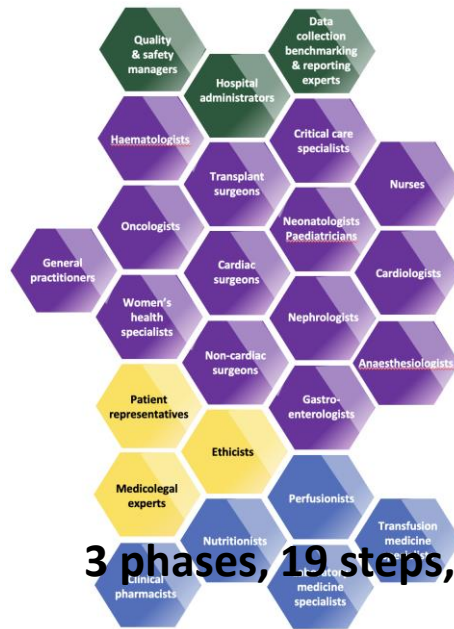 Quality
& safety
managers
Data
collection
benchmarking
& reporting
experts
Hospital
administrators
Haematologists
Critical care
specialists
Transplant
surgeons
Nurses
Oncologists
Neonatologists
Paediatricians
General
practitioners
Cardiac
surgeons
Cardiologists
Women's
health
specialists
Nephrologists
Non-cardiac
surgeons
Anaesthesiologists
Patient
representatives
Gastro-
enterologists
Ethicists
Medicolegal
experts
Perfusionists
Nutritionists
Transfusion
medicine
3 phases, 19 steps,
Clinical
pharmacists
medicine
specialists